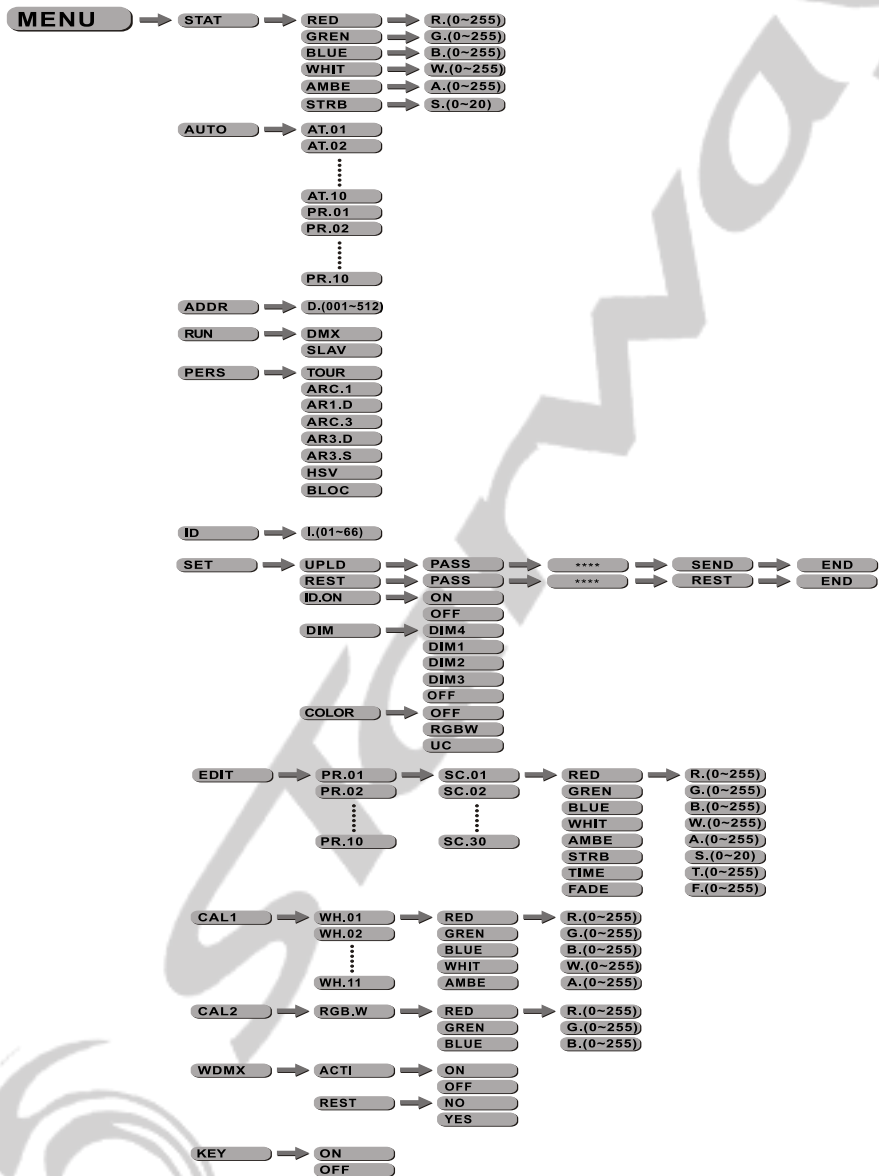 MENU STAT RED R.(0~255)
GREN G.(0~255)
BLUE B.(0~255)
WHIT W.(0~255)
AMBE A.(0~255)
STRB S.(0~20)
AUTO AT.01
AT.02
AT.10
PR.01
PR.02
PR.10
ADDR D.(001~512)
RUN DMX
SLAV
PERS TOUR
ARC.1
AR1.D
ARC.3
AR3.D
AR3.S
HSV
BLOC
ID I.(01~66)
SET UPLD PASS **** SEND END
REST PASS **** REST END
ID.ON ON
OFF
DIM DIM4
DIM1
DIM2
DIM3
OFF
COLOR OFF
RGBW
UC
EDIT PR.01 SC.01 RED R.(0~255)
PR.02 SC.02 GREN G.(0~255)
BLUE B.(0~255)
WHIT W.(0~255)
PR.10 SC.30 AMBE A.(0~255)
STRB S.(0~20)
TIME T.(0~255)
FADE F.(0~255)
CAL1 WH.01 RED R.(0~255)
WH.02 GREN G.(0~255)
BLUE B.(0~255)
WHIT W.(0~255)
WH.11 AMBE A.(0~255)
CAL2 RGB.W RED R.(0~255)
GREN G.(0~255)
BLUE B.(0~255)
WDMX ACTI ON
OFF
REST NO
YES
KEY ON
OFF
Starway